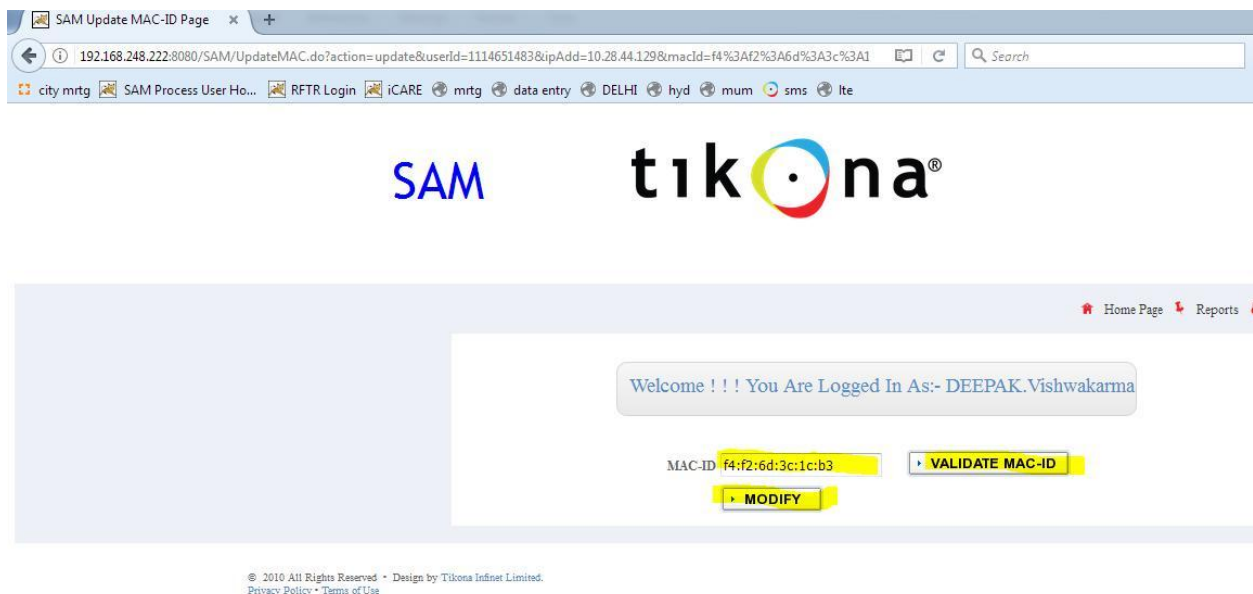 SAM Update MAC-ID Page × +
192.168.248.222:8080/SAM/UpdateMAC.do?action=update&userId=1114651483&ipAdd=10.28.44.129&macId=f4%3Af2%3A6d%3A3c%3A1 Search
city mrtg SAM Process User Ho... RFTR Login iCARE mrtg data entry DELHI hyd mum sms lte
SAM tikona®
Home Page Reports
Welcome ! ! ! You Are Logged In As:- DEEPAK.Vishwakarma
MAC-ID f4:f2:6d:3c:1c:b3 VALIDATE MAC-ID
MODIFY
© 2010 All Rights Reserved • Design by Tikona Infinet Limited.
Privacy Policy • Terms of Use